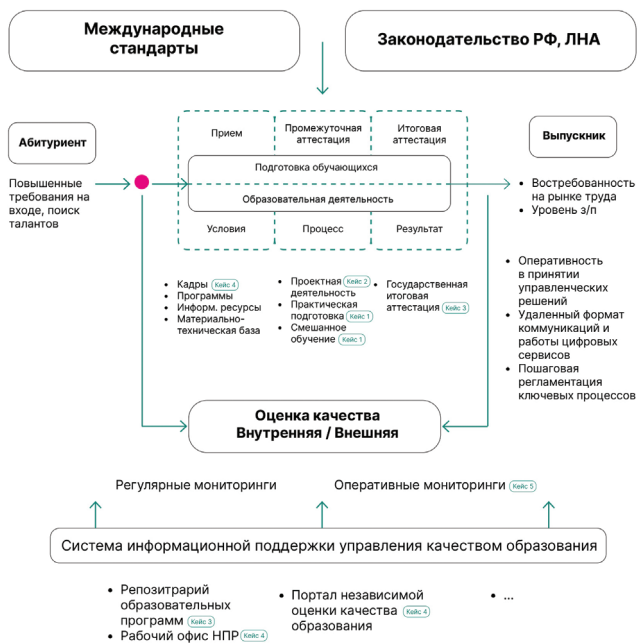 Международные
стандарты
Законодательство РФ, ЛНА
Абитуриент
Повышенные
требования на
входе, поиск
талантов
Прием
Промежуточная
аттестация
Итоговая
аттестация
Подготовка обучающихся
Образовательная деятельность
Условия
Процесс
Результат
Выпускник
• Востребованность
на рынке труда
• Уровень з/п
• Кадры Кейс 4
• Программы
• Информ. ресурсы
• Материально-
техническая база
• Проектная Кейс 2
деятельность
• Практическая
подготовка Кейс 1
• Смешанное
обучение Кейс 1
• Государственная
итоговая
аттестация Кейс 3
• Оперативность
в принятии
управленческих
решений
• Удаленный формат
коммуникаций и
работы цифровых
сервисов
• Пошаговая
регламентация
ключевых процессов
Оценка качества
Внутренняя / Внешняя
Регулярные мониторинги
Оперативные мониторинги Кейс 5
Система информационной поддержки управления качеством образования
• Репозитрарий
образовательных
программ Кейс 3
• Рабочий офис НПР Кейс 4
• Портал независимой
оценки качества Кейс 4
образования
• ...